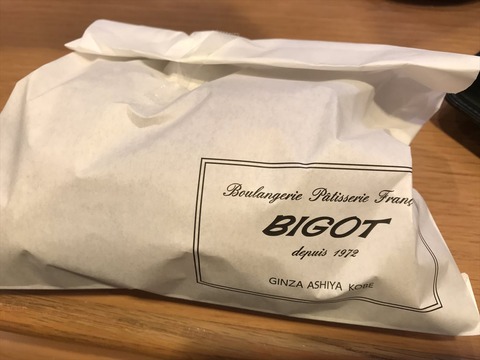 Boulangerie Pâtisserie Franç
BIGOT
depuis 1972
GINZA ASHIYA KOBE